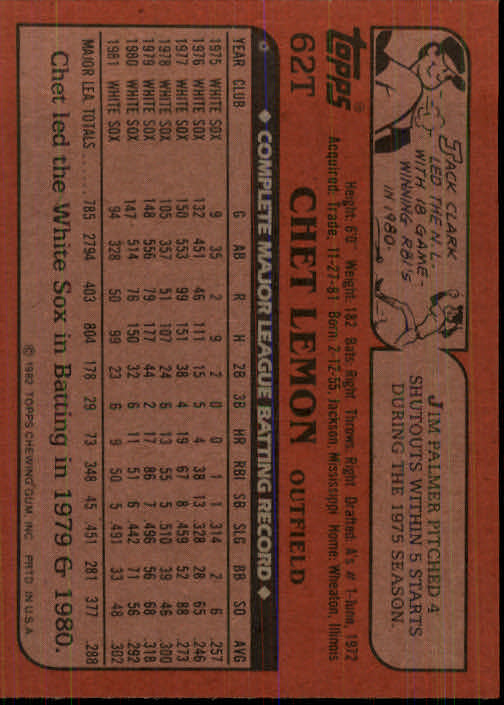 JACK CLARK
LED THE N.L.
WITH 18 GAME-
WINNING RBI'S
IN 1980.
JIM PALMER PITCHED 4
SHUTOUTS WITHIN 5 STARTS
DURING THE 1975 SEASON.
topps®
62T CHET LEMON OUTFIELD
Height: 6'0 Weight: 182 Bats: Right Throws: Right Drafted: A's #1-June, 1972
Acquired: Trade, 11-27-81 Born: 2-12-55, Jackson, Mississippi Home: Wheaton, Illinois
◆ COMPLETE MAJOR LEAGUE BATTING RECORD ◆
YEAR CLUB G AB R H 2B 3B HR RBI SB SLG BB SO AVG
1975 WHITE SOX 9 35 2 9 2 0 0 1 1 .314 2 6 .257
1976 WHITE SOX 132 451 46 111 15 5 4 38 13 .328 28 65 .246
1977 WHITE SOX 150 553 99 151 38 4 19 67 8 .459 52 88 .273
1978 WHITE SOX 105 357 51 107 24 6 13 55 5 .510 39 46 .300
1979 WHITE SOX 148 556 79 177 44 2 17 86 7 .496 56 68 .318
1980 WHITE SOX 147 514 76 150 32 6 11 51 6 .442 71 56 .292
1981 WHITE SOX 94 328 50 99 23 6 9 50 5 .491 33 48 .302
MAJOR LEA. TOTALS...... 785 2794 403 804 178 29 73 348 45 .451 281 377 .288
Chet led the White Sox in Batting in 1979 & 1980.
© 1982 TOPPS CHEWING GUM, INC. PRTD. IN U.S.A.